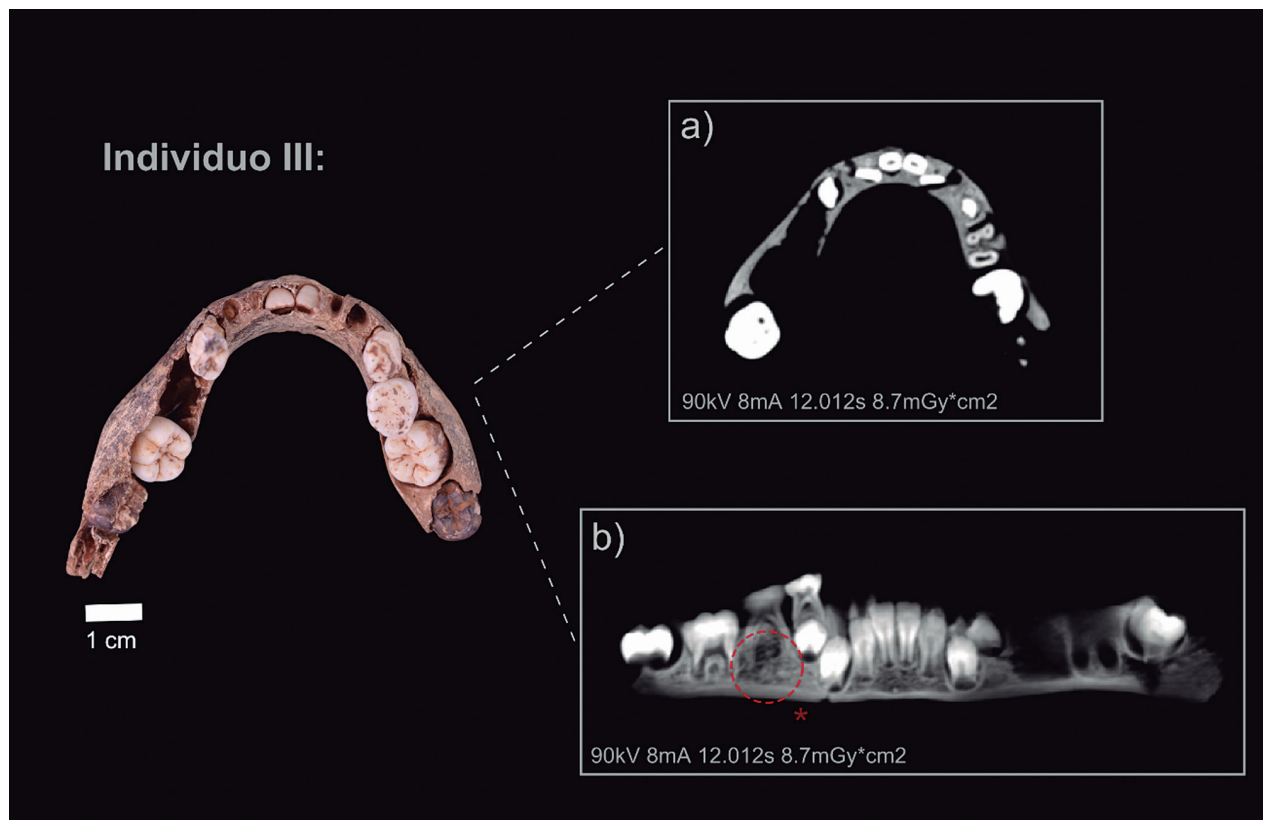 Individuo III:
1 cm
a)
90kV 8mA 12.012s 8.7mGy*cm2
b)
*
90kV 8mA 12.012s 8.7mGy*cm2